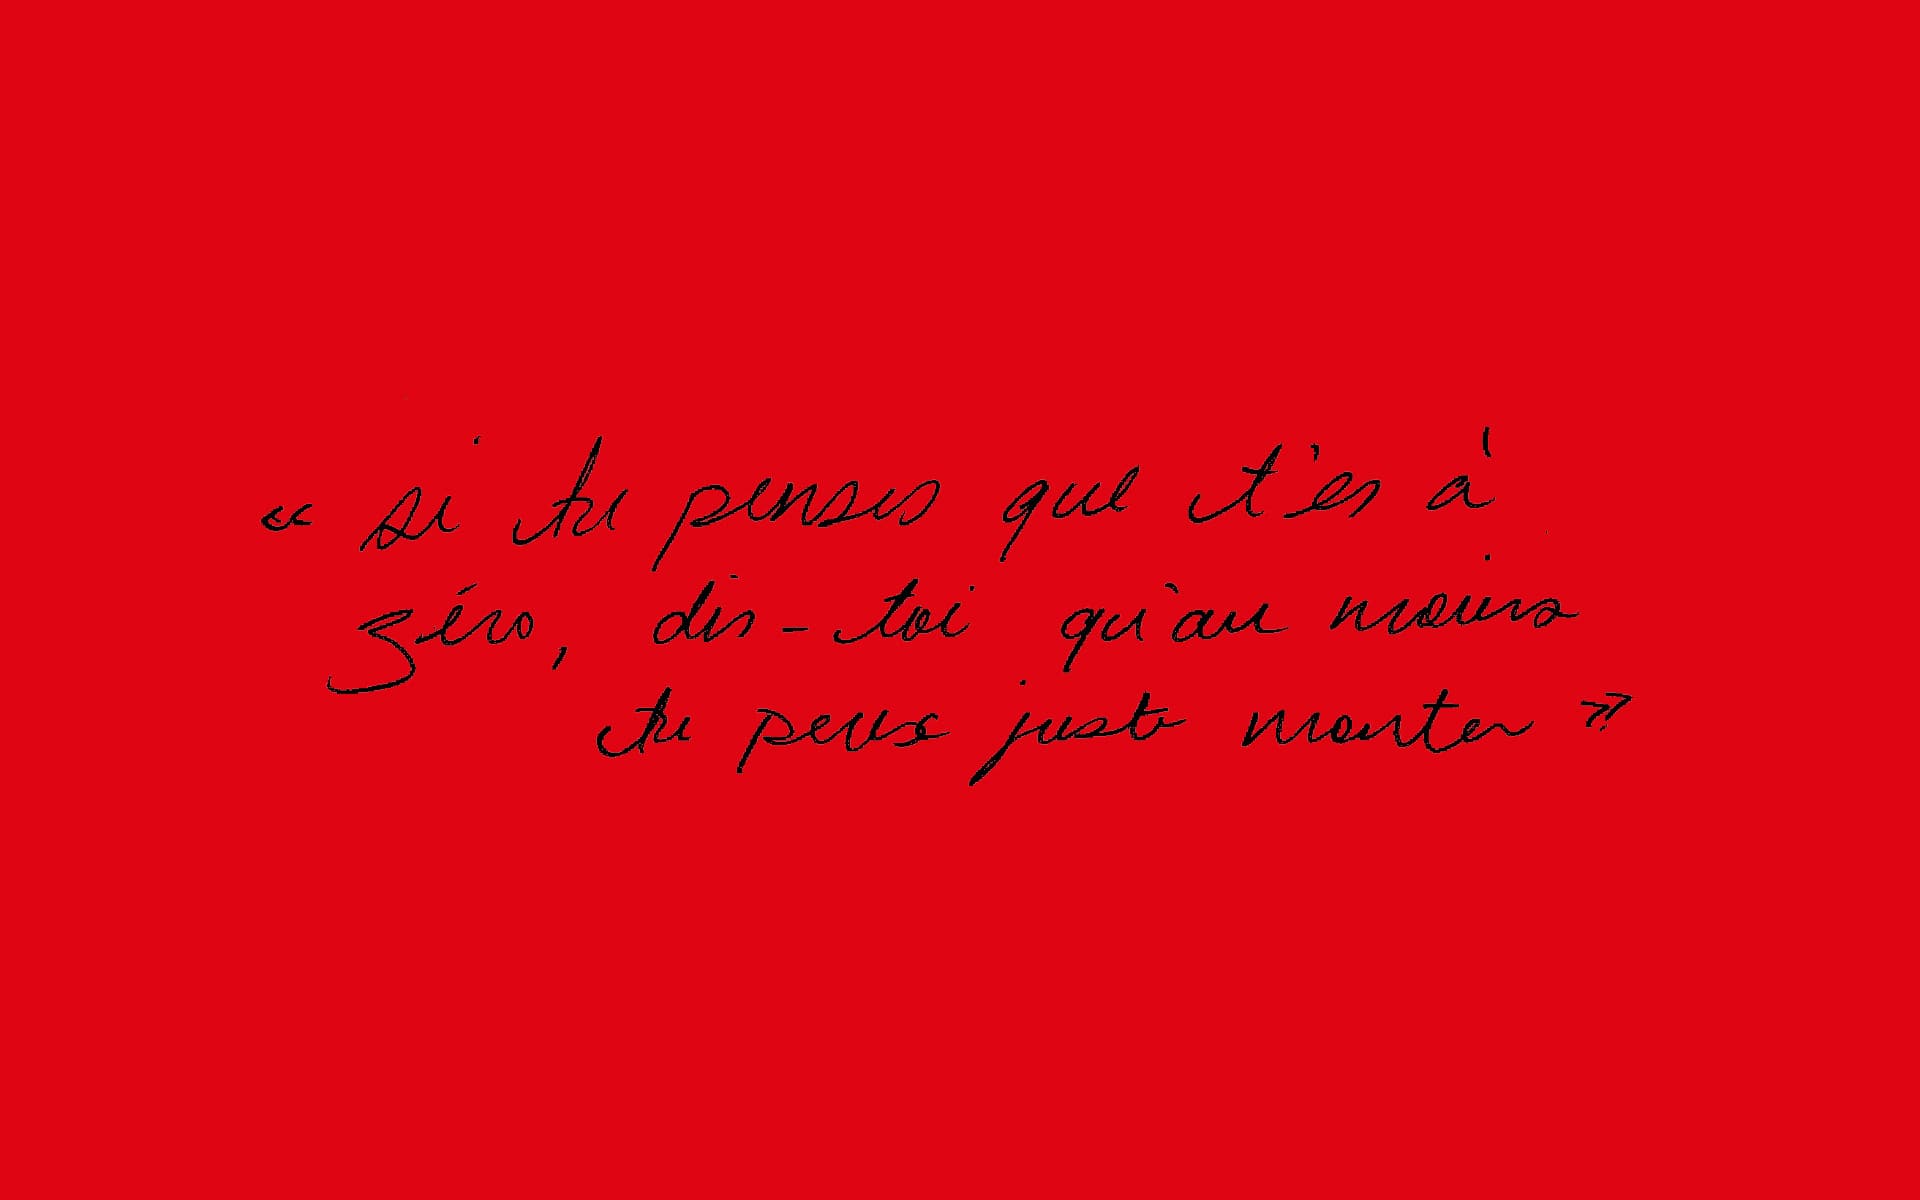 « si tu penses que t'es à
zéro, dis-toi qu'au moins
tu peux juste monter »